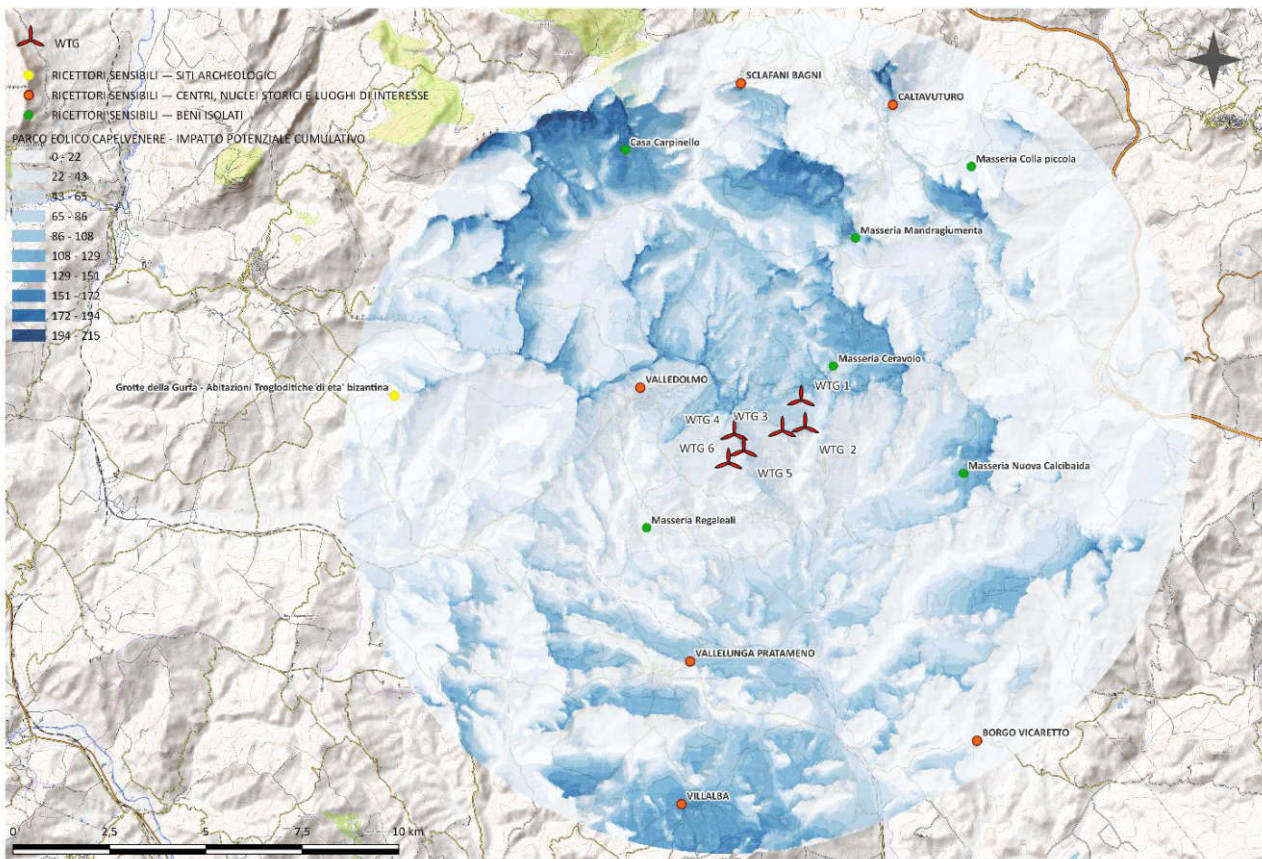 WTG
RICETTORI SENSIBILI — SITI ARCHEOLOGICI
RICETTORI SENSIBILI — CENTRI, NUCLEI STORICI E LUOGHI DI INTERESSE
RICETTORI SENSIBILI — BENI ISOLATI
PARCO EOLICO CAPELVENERE - IMPATTO POTENZIALE CUMULATIVO
0 - 22
22 - 43
43 - 65
65 - 86
86 - 108
108 - 129
129 - 151
151 - 172
172 - 194
194 - 215
SCLAFANI BAGNI
CALTAVUTURO
Casa Carpinello
Masseria Colla piccola
Masseria Mandragiumenta
Masseria Ceravolo
Grotte della Gurfa - Abitazioni Trogloditiche di eta' bizantina
VALLEDOLMO
WTG 1
WTG 4
WTG 3
WTG 6
WTG 2
WTG 5
Masseria Nuova Calcibaida
Masseria Regaleali
VALLELUNGA PRATAMENO
BORGO VICARETTO
VILLALBA
0
2,5
5
7,5
10 km